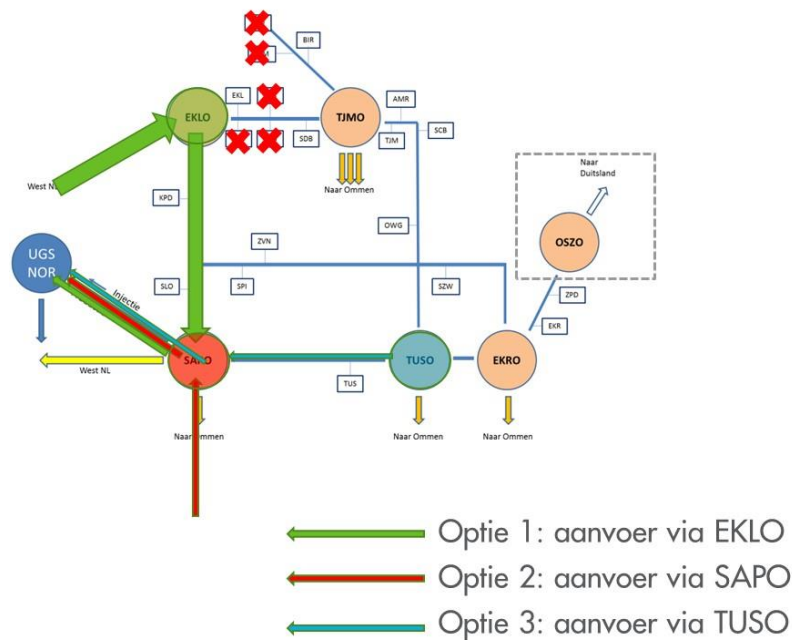 BIR
EKL
AMR
EKLO
TJMO
SCB
SDB
TJM
Naar
Duitsland
West NL
Naar Ommen
KPD
OWG
OSZO
ZVN
UGS
NOR
Injectie
SLO
SPI
SZW
ZPD
EKR
SAPO
TUSO
EKRO
West NL
TUS
Naar Ommen
Naar Ommen
Naar Ommen
Optie 1: aanvoer via EKLO
Optie 2: aanvoer via SAPO
Optie 3: aanvoer via TUSO